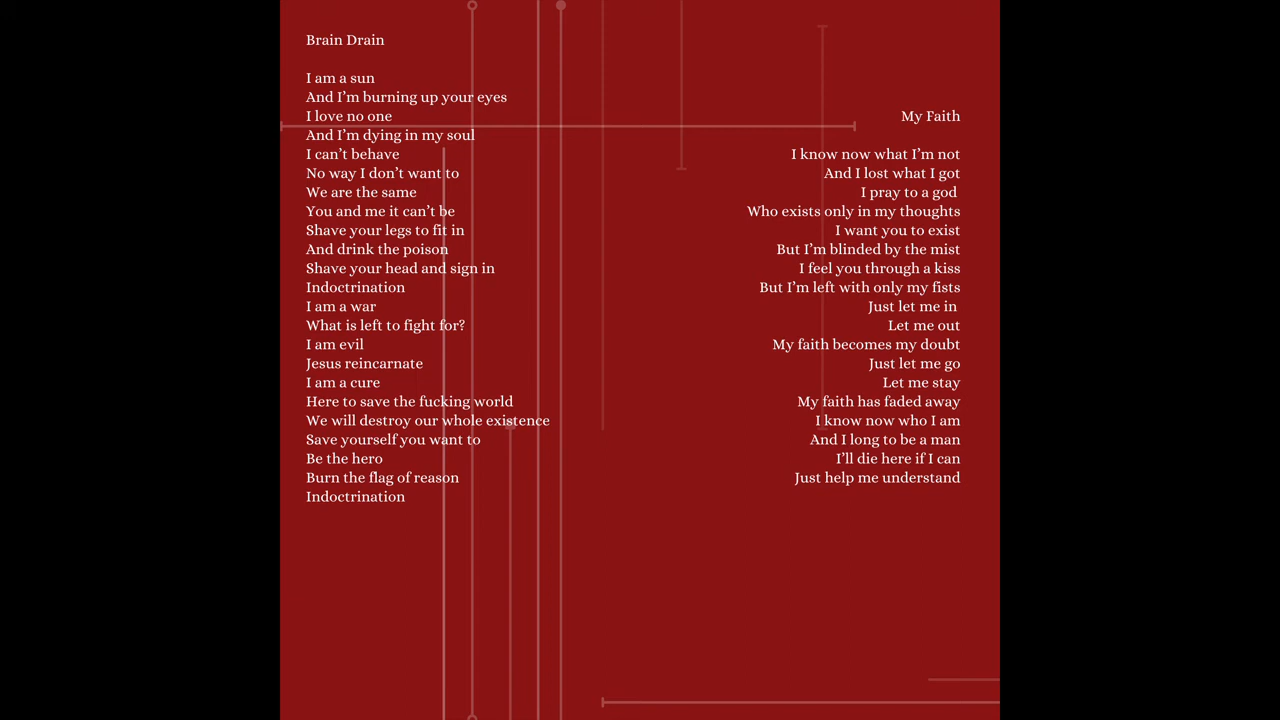 Brain Drain
I am a sun
And I’m burning up your eyes
I love no one
And I’m dying in my soul
I can’t behave
No way I don’t want to
We are the same
You and me it can’t be
Shave your legs to fit in
And drink the poison
Shave your head and sign in
Indoctrination
I am a war
What is left to fight for?
I am evil
Jesus reincarnate
I am a cure
Here to save the fucking world
We will destroy our whole existence
Save yourself you want to
Be the hero
Burn the flag of reason
Indoctrination
My Faith
I know now what I’m not
And I lost what I got
I pray to a god
Who exists only in my thoughts
I want you to exist
But I’m blinded by the mist
I feel you through a kiss
But I’m left with only my fists
Just let me in
Let me out
My faith becomes my doubt
Just let me go
Let me stay
My faith has faded away
I know now who I am
And I long to be a man
I’ll die here if I can
Just help me understand